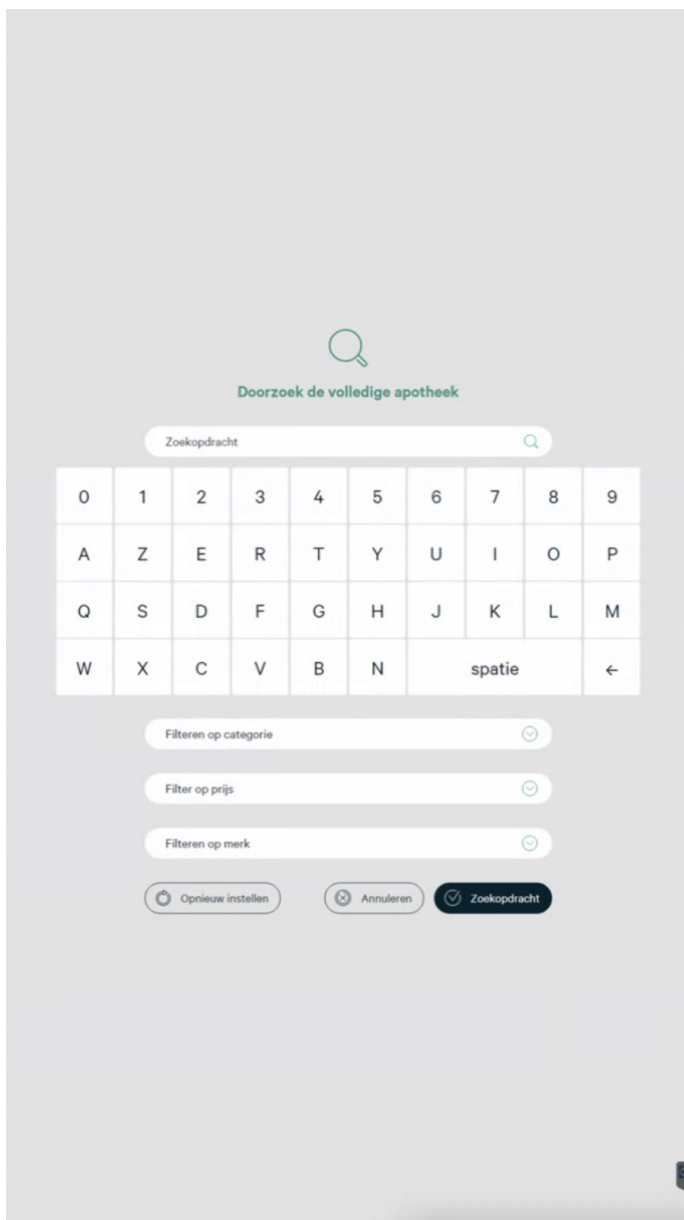 Doorzoek de volledige apotheek
Zoekopdracht
0 1 2 3 4 5 6 7 8 9
A Z E R T Y U I O P
Q S D F G H J K L M
W X C V B N spatie ←
Filteren op categorie
Filter op prijs
Filteren op merk
Opnieuw instellen Annuleren Zoekopdracht